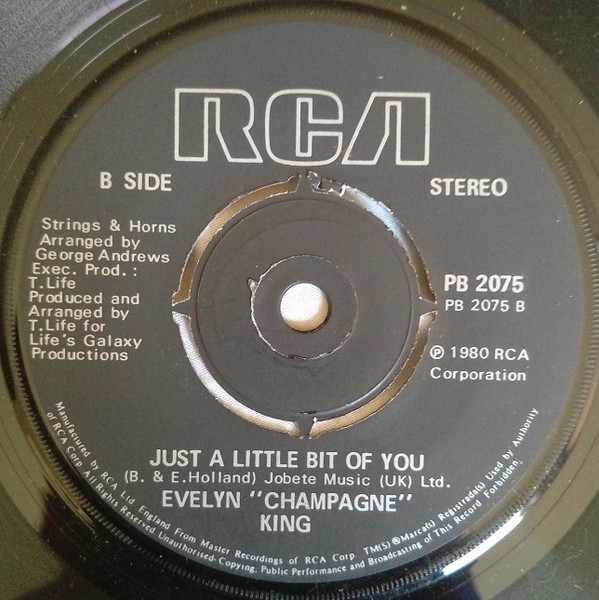 RCA
B SIDE
STEREO
Strings & Horns
Arranged by
George Andrews
Exec. Prod.:
T.Life
Produced and
Arranged by
T.Life for
Life's Galaxy
Productions
PB 2075
PB 2075 B
℗ 1980 RCA
Corporation
JUST A LITTLE BIT OF YOU
(B. & E.Holland) Jobete Music (UK) Ltd.
EVELYN "CHAMPAGNE"
KING
Manufactured by RCA Ltd. England From Master Recordings of RCA Corp. TM(S) ®Marca(s) Registrada(s) Used by Authority
of RCA Corp. All Rights Reserved Unauthorised-Copying, Public Performance and Broadcasting of This Record Forbidden.